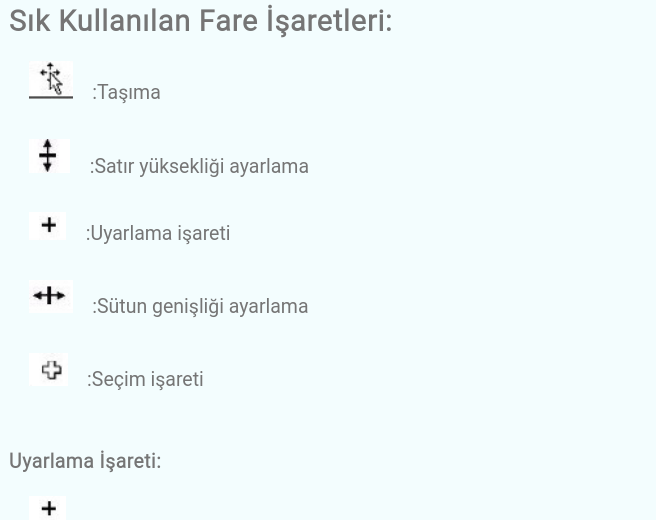 Sık Kullanılan Fare İşaretleri:
:Taşıma
:Satır yüksekliği ayarlama
:Uyarlama işareti
:Sütun genişliği ayarlama
:Seçim işareti
Uyarlama İşareti: